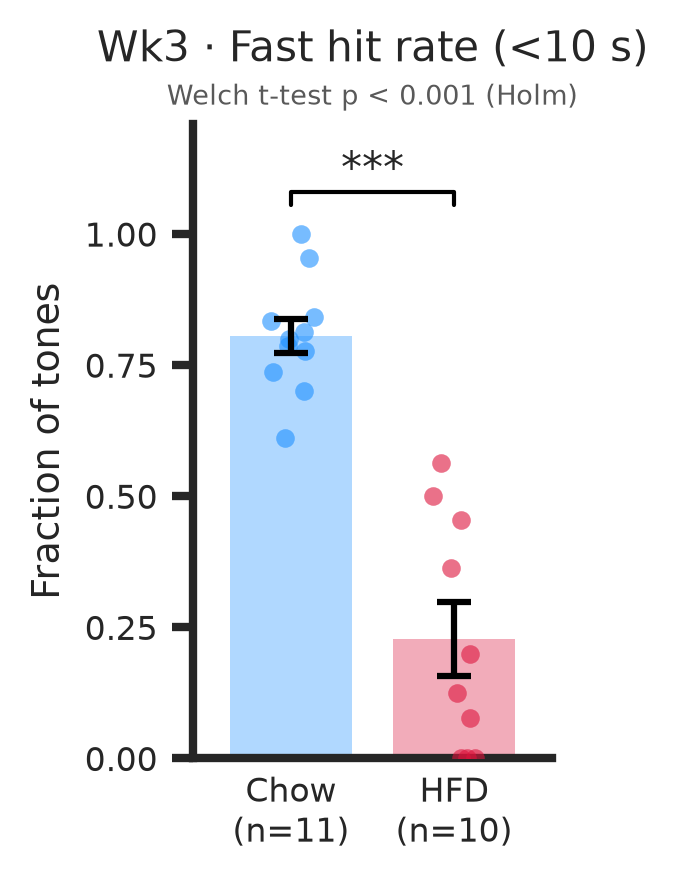 Wk3 · Fast hit rate (<10 s)
Welch t-test p < 0.001 (Holm)
***
Fraction of tones
1.00
0.75
0.50
0.25
0.00
Chow
(n=11)
HFD
(n=10)